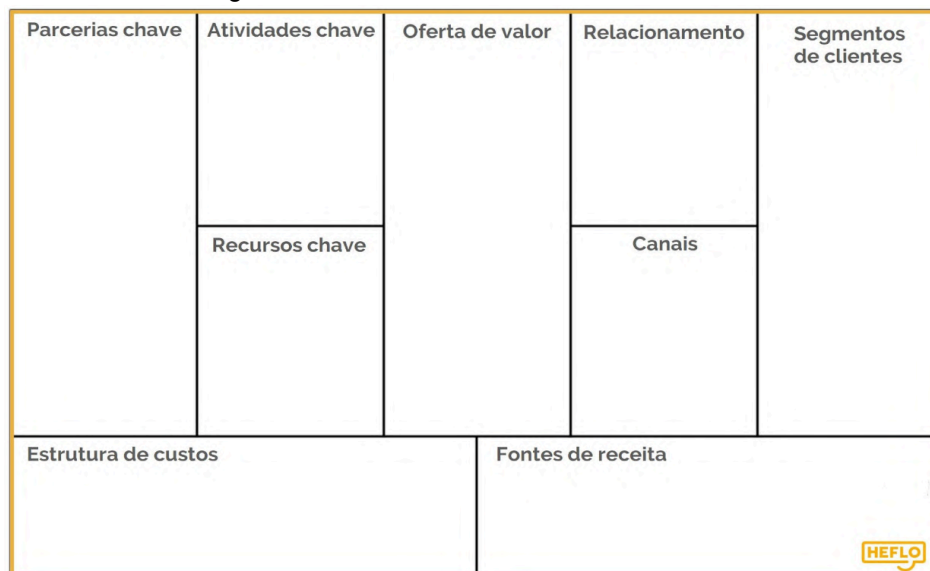 Parcerias chave
Atividades chave
Oferta de valor
Relacionamento
Segmentos
de clientes
Recursos chave
Canais
Estrutura de custos
Fontes de receita
HEFLO